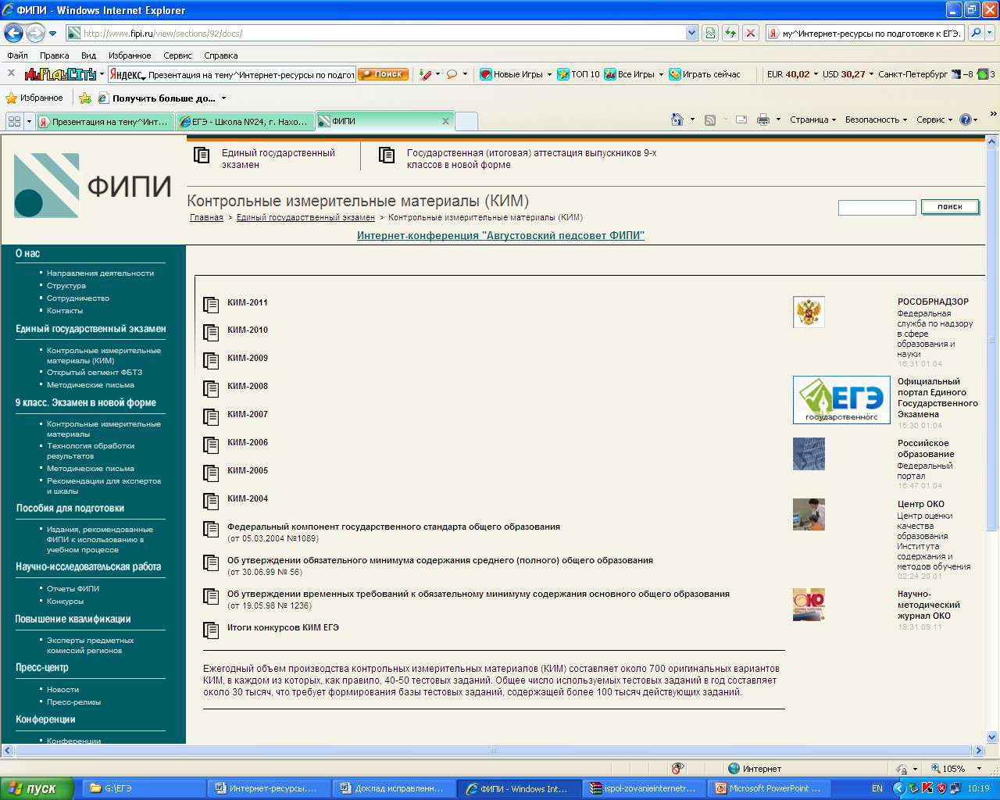 ФИПИ - Windows Internet Explorer
http://www.fipi.ru/view/sections/92/docs/
му^Интернет-ресурсы по подготовке к ЕГЭ.
Файл Правка Вид Избранное Сервис Справка
MYPLAYCITY Яндекс Презентация на тему^Интернет-ресурсы по подгот Поиск Новые Игры ТОП 10 Все Игры Играть сейчас EUR 40,02 USD 30,27 Санкт-Петербург −8 3
Избранное Получить больше до...
Презентация на тему^Инт... ЕГЭ - Школа №24, г. Нахо... ФИПИ Страница Безопасность Сервис
ФИПИ
Единый государственный
экзамен
Государственная (итоговая) аттестация выпускников 9-х
классов в новой форме
Контрольные измерительные материалы (КИМ)
Главная > Единый государственный экзамен > Контрольные измерительные материалы (КИМ)
поиск
Интернет-конференция "Августовский педсовет ФИПИ"
О нас
Направления деятельности
Структура
Сотрудничество
Контакты
Единый государственный экзамен
Контрольные измерительные
материалы (КИМ)
Открытый сегмент ФБТЗ
Методические письма
9 класс. Экзамен в новой форме
Контрольные измерительные
материалы
Технология обработки
результатов
Методические письма
Рекомендации для экспертов
и шкалы
Пособия для подготовки
Издания, рекомендованные
ФИПИ к использованию в
учебном процессе
Научно-исследовательская работа
Отчеты ФИПИ
Конкурсы
Повышение квалификации
Эксперты предметных
комиссий регионов
Пресс-центр
Новости
Пресс-релизы
Конференции
Конференции
КИМ-2011
КИМ-2010
КИМ-2009
КИМ-2008
КИМ-2007
КИМ-2006
КИМ-2005
КИМ-2004
Федеральный компонент государственного стандарта общего образования
(от 05.03.2004 №1089)
Об утверждении обязательного минимума содержания среднего (полного) общего образования
(от 30.06.99 № 56)
Об утверждении временных требований к обязательному минимуму содержания основного общего образования
(от 19.05.98 № 1236)
Итоги конкурсов КИМ ЕГЭ
Ежегодный объем производства контрольных измерительных материалов (КИМ) составляет около 700 оригинальных вариантов
КИМ, в каждом из которых, как правило, 40-50 тестовых заданий. Общее число используемых тестовых заданий в год составляет
около 30 тысяч, что требует формирования базы тестовых заданий, содержащей более 100 тысяч действующих заданий.
РОСОБРНАДЗОР
Федеральная
служба по надзору
в сфере
образования и
науки
16:31 01.04
ЕГЭ
государственного
Официальный
портал Единого
Государственного
Экзамена
16:30 01.04
Российское
образование
Федеральный
портал
16:47 01.04
Центр ОКО
Центр оценки
качества
образования
Института
содержания и
методов обучения
02:24 20.01
ОКО
Научно-
методический
журнал ОКО
19:31 09.11
Интернет 105%
пуск G:\ЕГЭ Интернет-ресурсы.... Доклад исправленн... ФИПИ - Windows Int... ispol-zovanieinternetr... Microsoft PowerPoint ... EN 10:19